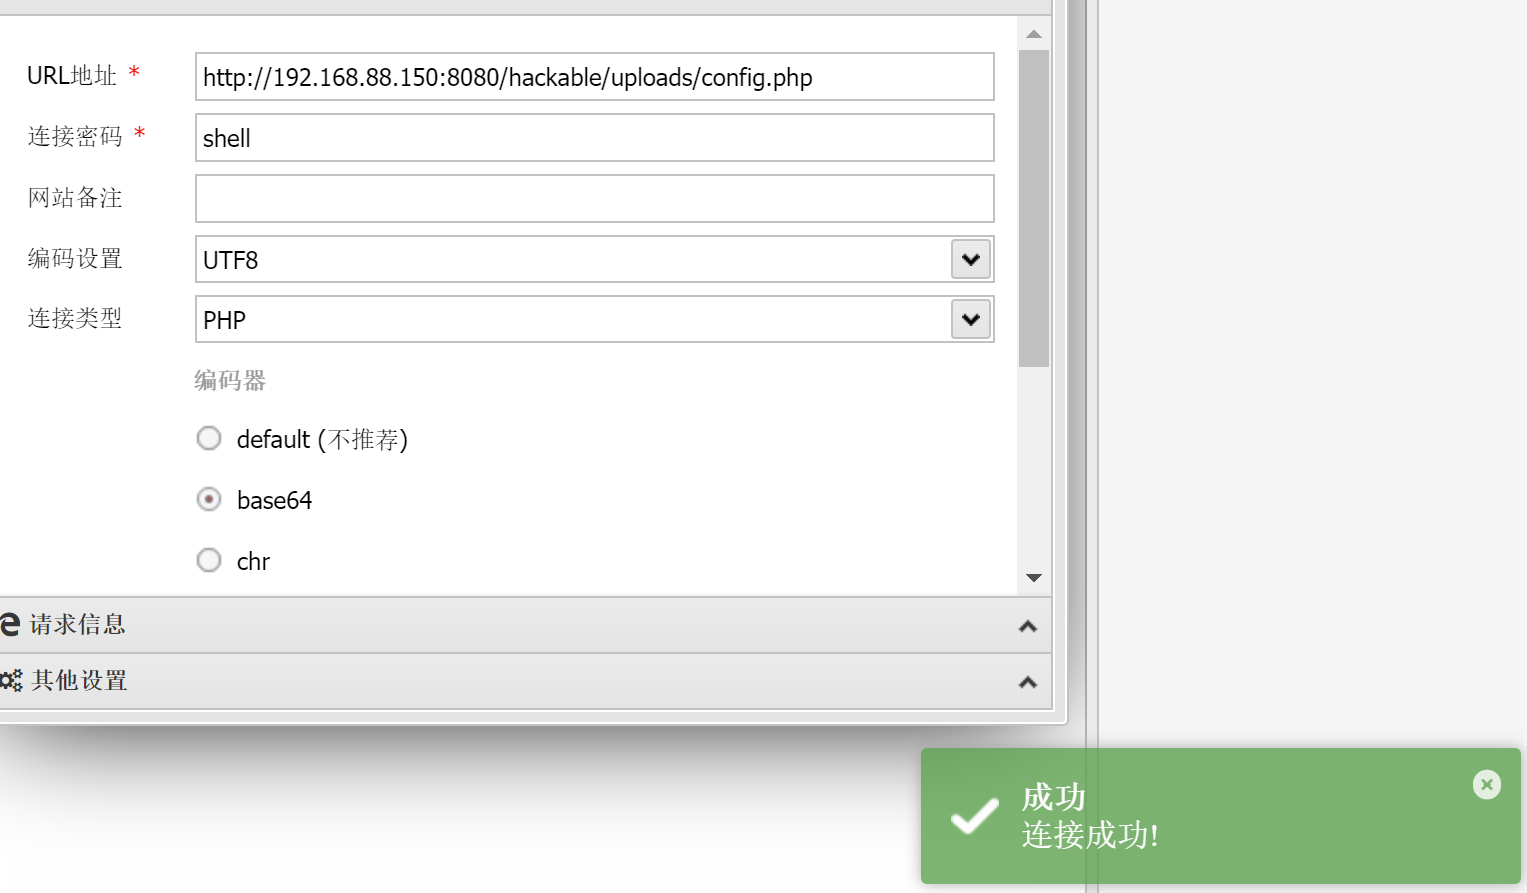 URL地址 *
http://192.168.88.150:8080/hackable/uploads/config.php
连接密码 *
shell
网站备注
编码设置
UTF8
连接类型
PHP
编码器
default (不推荐)
base64
chr
请求信息
其他设置
成功
连接成功!